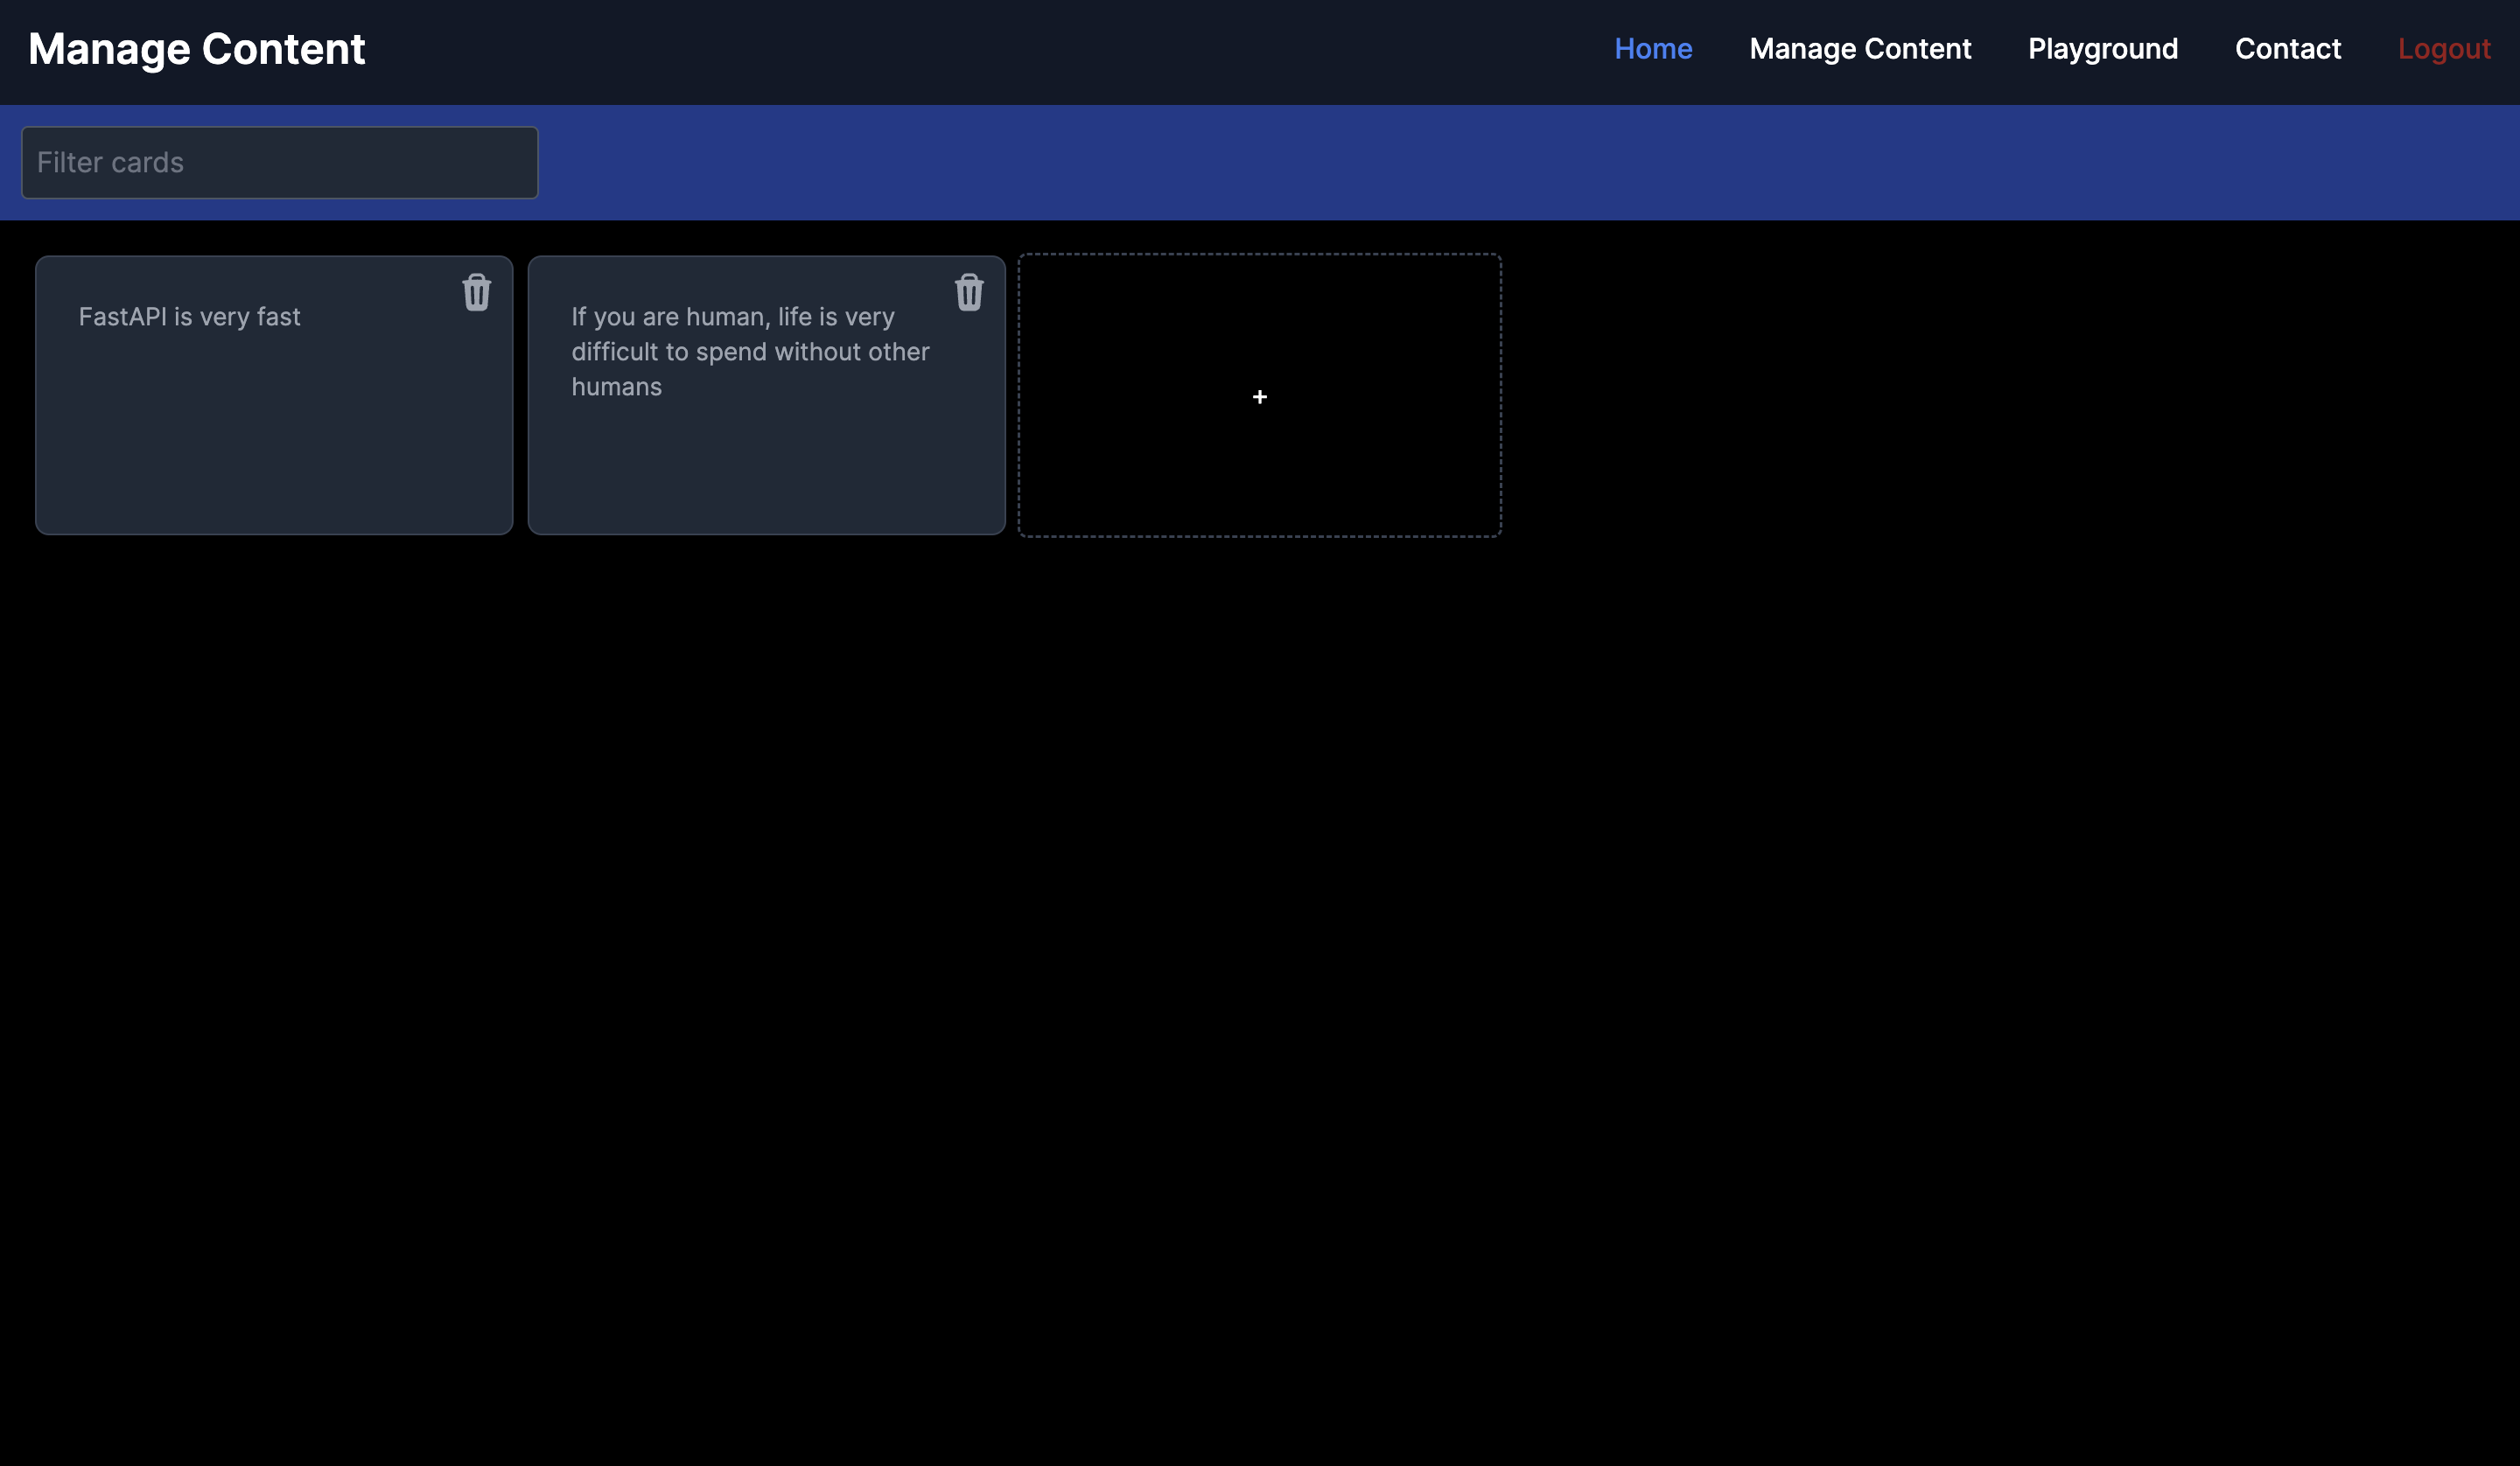 Manage Content
Home Manage Content Playground Contact Logout
Filter cards
FastAPI is very fast
If you are human, life is very
difficult to spend without other
humans
+